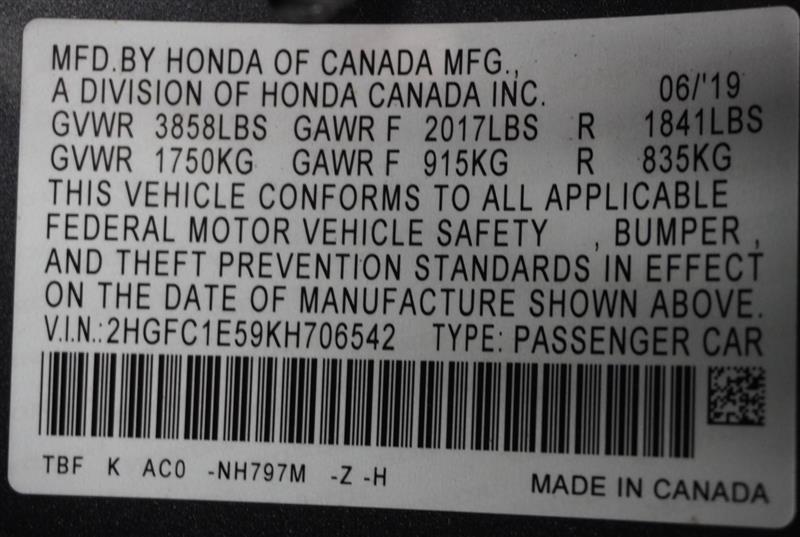 MFD.BY HONDA OF CANADA MFG.,
A DIVISION OF HONDA CANADA INC. 06/'19
GVWR 3858LBS GAWR F 2017LBS R 1841LBS
GVWR 1750KG GAWR F 915KG R 835KG
THIS VEHICLE CONFORMS TO ALL APPLICABLE
FEDERAL MOTOR VEHICLE SAFETY , BUMPER ,
AND THEFT PREVENTION STANDARDS IN EFFECT
ON THE DATE OF MANUFACTURE SHOWN ABOVE.
V.I.N.:2HGFC1E59KH706542 TYPE: PASSENGER CAR
TBF K AC0 -NH797M -Z -H MADE IN CANADA